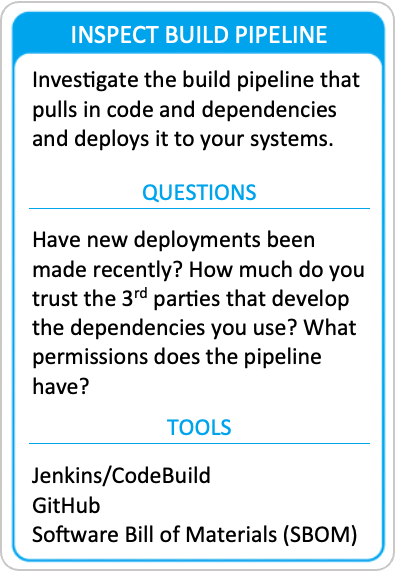 INSPECT BUILD PIPELINE
Investigate the build pipeline that
pulls in code and dependencies
and deploys it to your systems.
QUESTIONS
Have new deployments been
made recently? How much do you
trust the 3rd parties that develop
the dependencies you use? What
permissions does the pipeline
have?
TOOLS
Jenkins/CodeBuild
GitHub
Software Bill of Materials (SBOM)